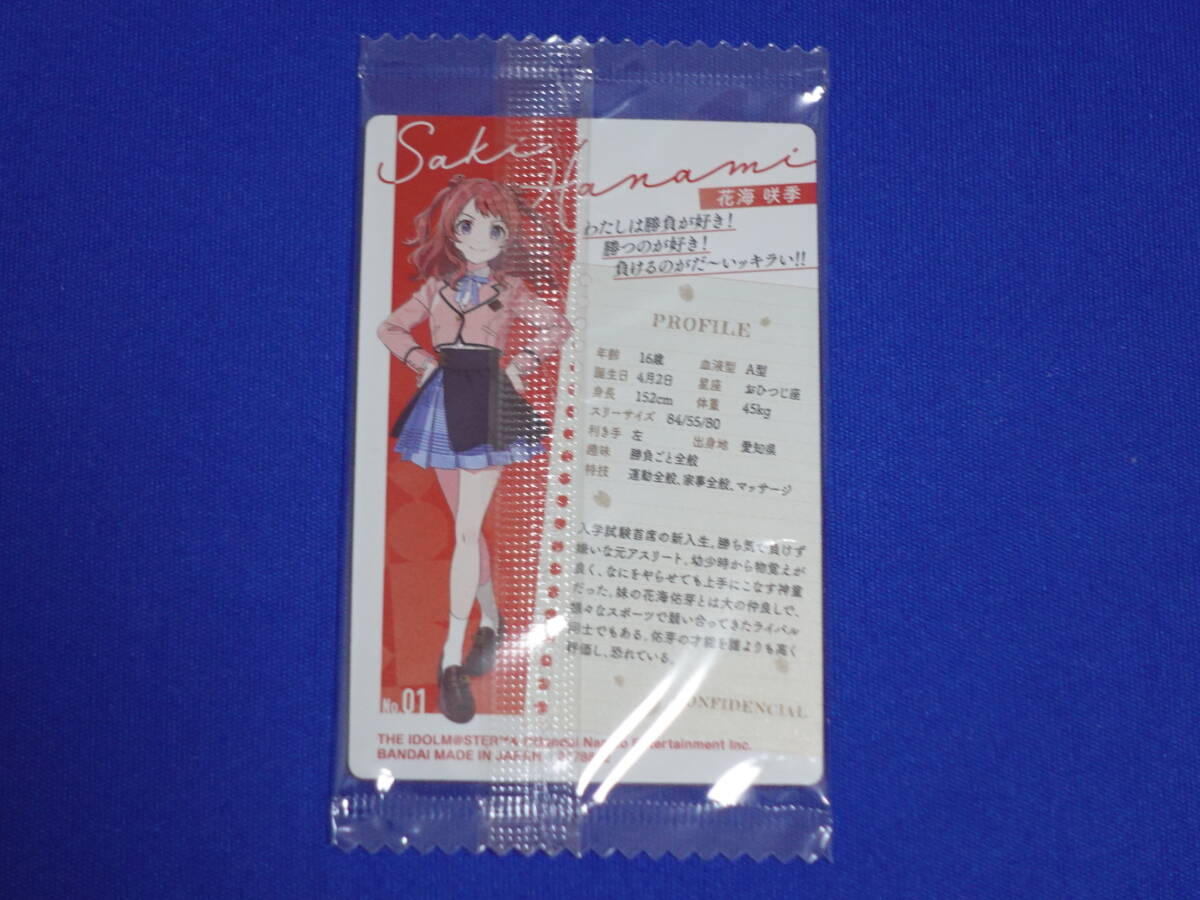 Saki Hanami
花海 咲季
わたしは勝負が好き!
勝つのが好き!
負けるのがだ〜いッキラい!!
PROFILE
年齢 16歳 血液型 A型
誕生日 4月2日 星座 おひつじ座
身長 152cm 体重 45kg
スリーサイズ 84/55/80
利き手 左 出身地 愛知県
趣味 勝負ごと全般
特技 運動全般、家事全般、マッサージ
入学試験首席の新入生。勝ち気で負けず
嫌いな元アスリート。幼少時から物覚えが
良く、なにをやらせても上手にこなす神童
だった。妹の花海佑芽とは大の仲良しで、
様々なスポーツで競い合ってきたライバル
同士でもある。佑芽の才能を誰よりも高く
評価し、恐れている。
CONFIDENCIAL
No.01
THE IDOLM@STER Entertainment Inc.
BANDAI MADE IN JAPAN